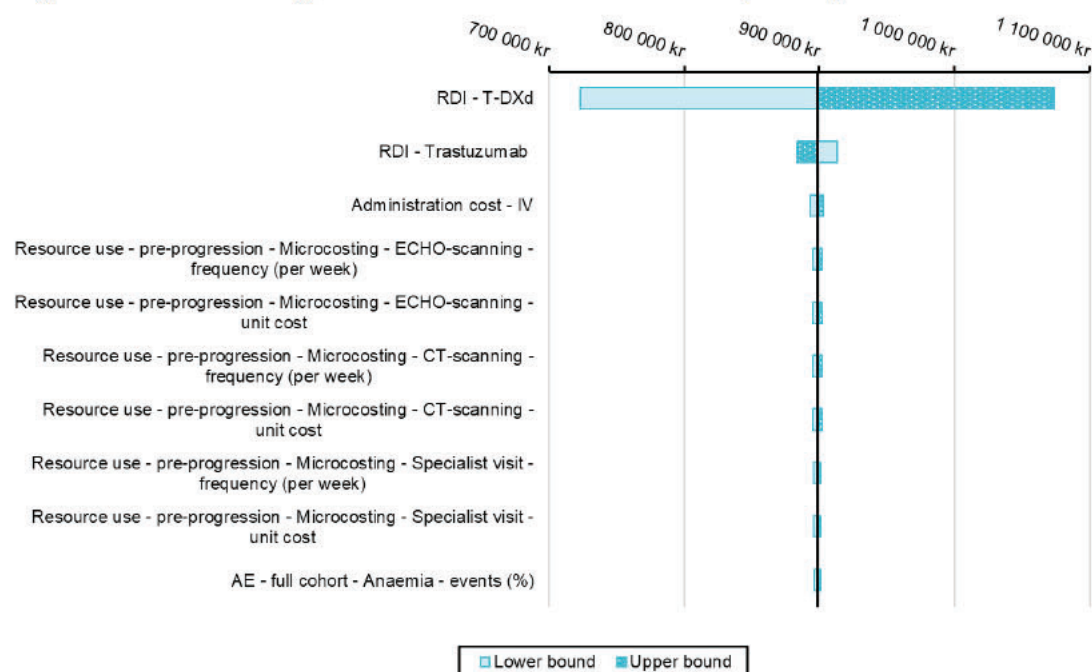 700 000 kr
800 000 kr
900 000 kr
1 000 000 kr
1 100 000 kr
RDI - T-DXd
RDI - Trastuzumab
Administration cost - IV
Resource use - pre-progression - Microcosting - ECHO-scanning -
frequency (per week)
Resource use - pre-progression - Microcosting - ECHO-scanning -
unit cost
Resource use - pre-progression - Microcosting - CT-scanning -
frequency (per week)
Resource use - pre-progression - Microcosting - CT-scanning -
unit cost
Resource use - pre-progression - Microcosting - Specialist visit -
frequency (per week)
Resource use - pre-progression - Microcosting - Specialist visit -
unit cost
AE - full cohort - Anaemia - events (%)
Lower bound Upper bound